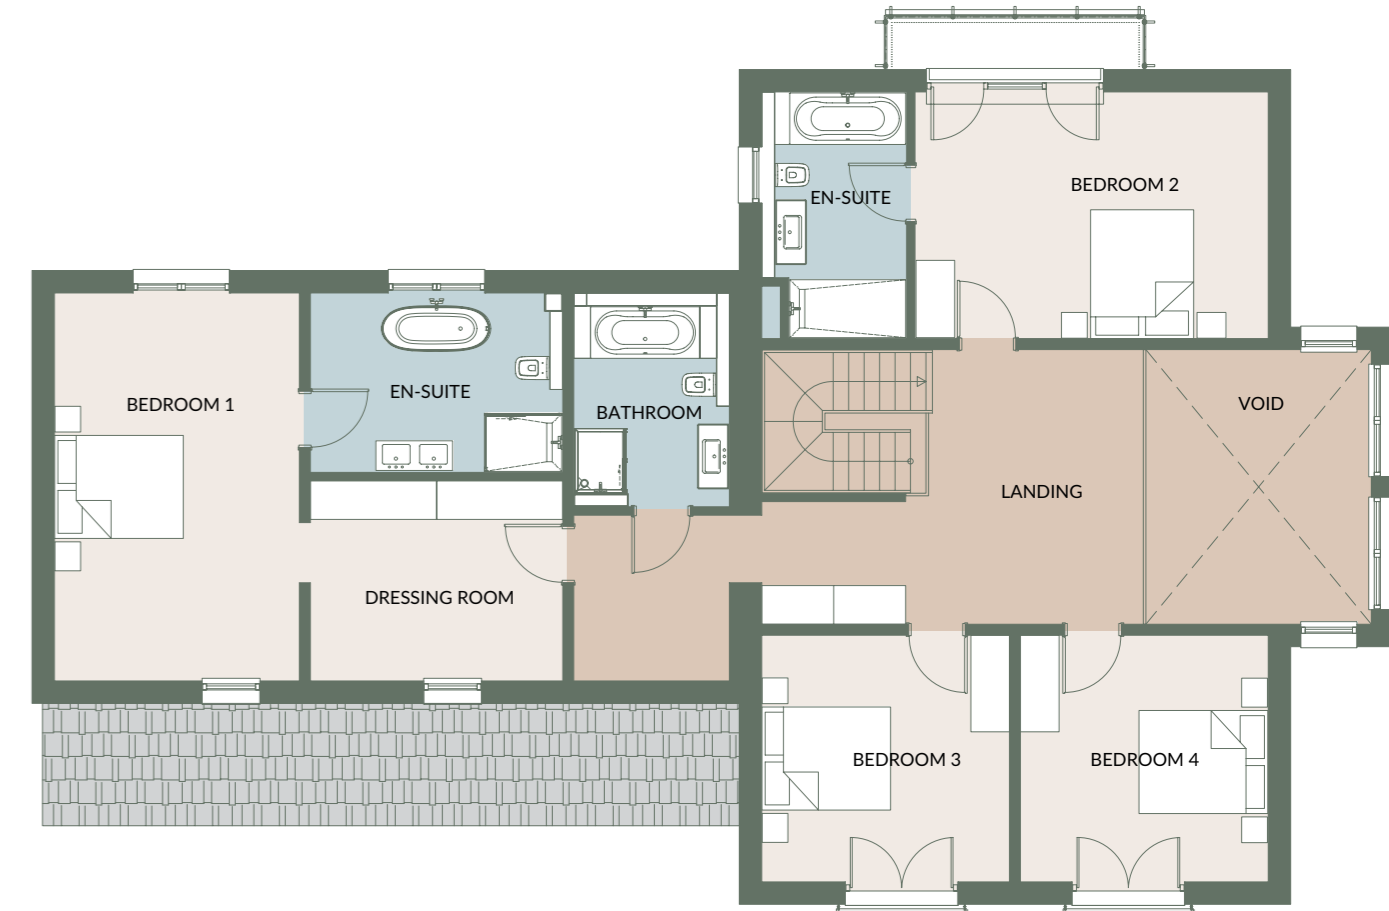 BEDROOM 2
EN-SUITE
BEDROOM 1
EN-SUITE
BATHROOM
VOID
LANDING
DRESSING ROOM
BEDROOM 3
BEDROOM 4